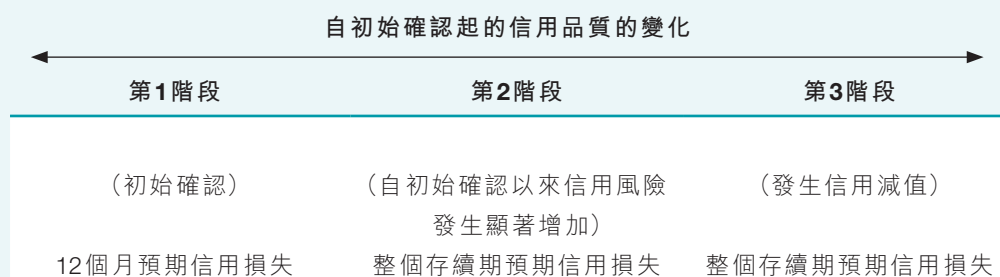 自初始確認起的信用品質的變化
第1階段 第2階段 第3階段
（初始確認） （自初始確認以來信用風險 （發生信用減值）
發生顯著增加）
12個月預期信用損失 整個存續期預期信用損失 整個存續期預期信用損失